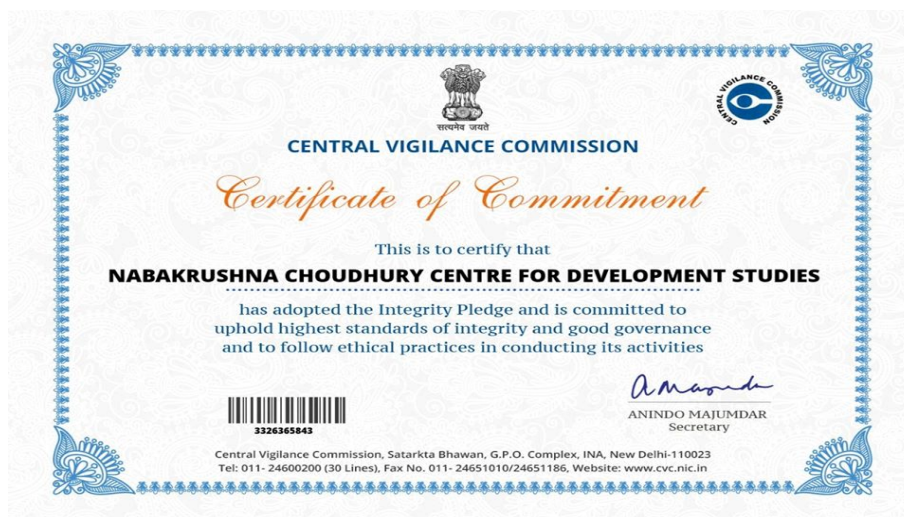 सत्यमेव जयते
CENTRAL VIGILANCE COMMISSION
CENTRAL VIGILANCE COMMISSION
Certificate of Commitment
This is to certify that
NABAKRUSHNA CHOUDHURY CENTRE FOR DEVELOPMENT STUDIES
has adopted the Integrity Pledge and is committed to
uphold highest standards of integrity and good governance
and to follow ethical practices in conducting its activities
3326365843
ANINDO MAJUMDAR
Secretary
Central Vigilance Commission, Satarkta Bhawan, G.P.O. Complex, INA, New Delhi-110023
Tel: 011- 24600200 (30 Lines), Fax No. 011- 24651010/24651186, Website: www.cvc.nic.in